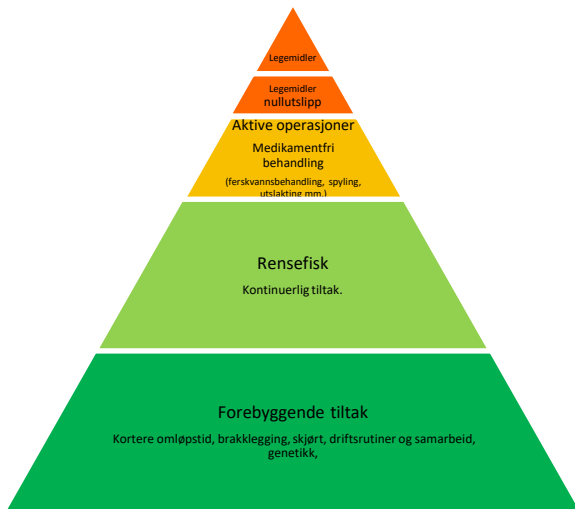 Legemidler
Legemidler
nullutslipp
Aktive operasjoner
Medikamentfri
behandling
(ferskvannsbehandling, spyling,
utslakting mm.)
Rensefisk
Kontinuerlig tiltak.
Forebyggende tiltak
Kortere omløpstid, brakklegging, skjørt, driftsrutiner og samarbeid,
genetikk,